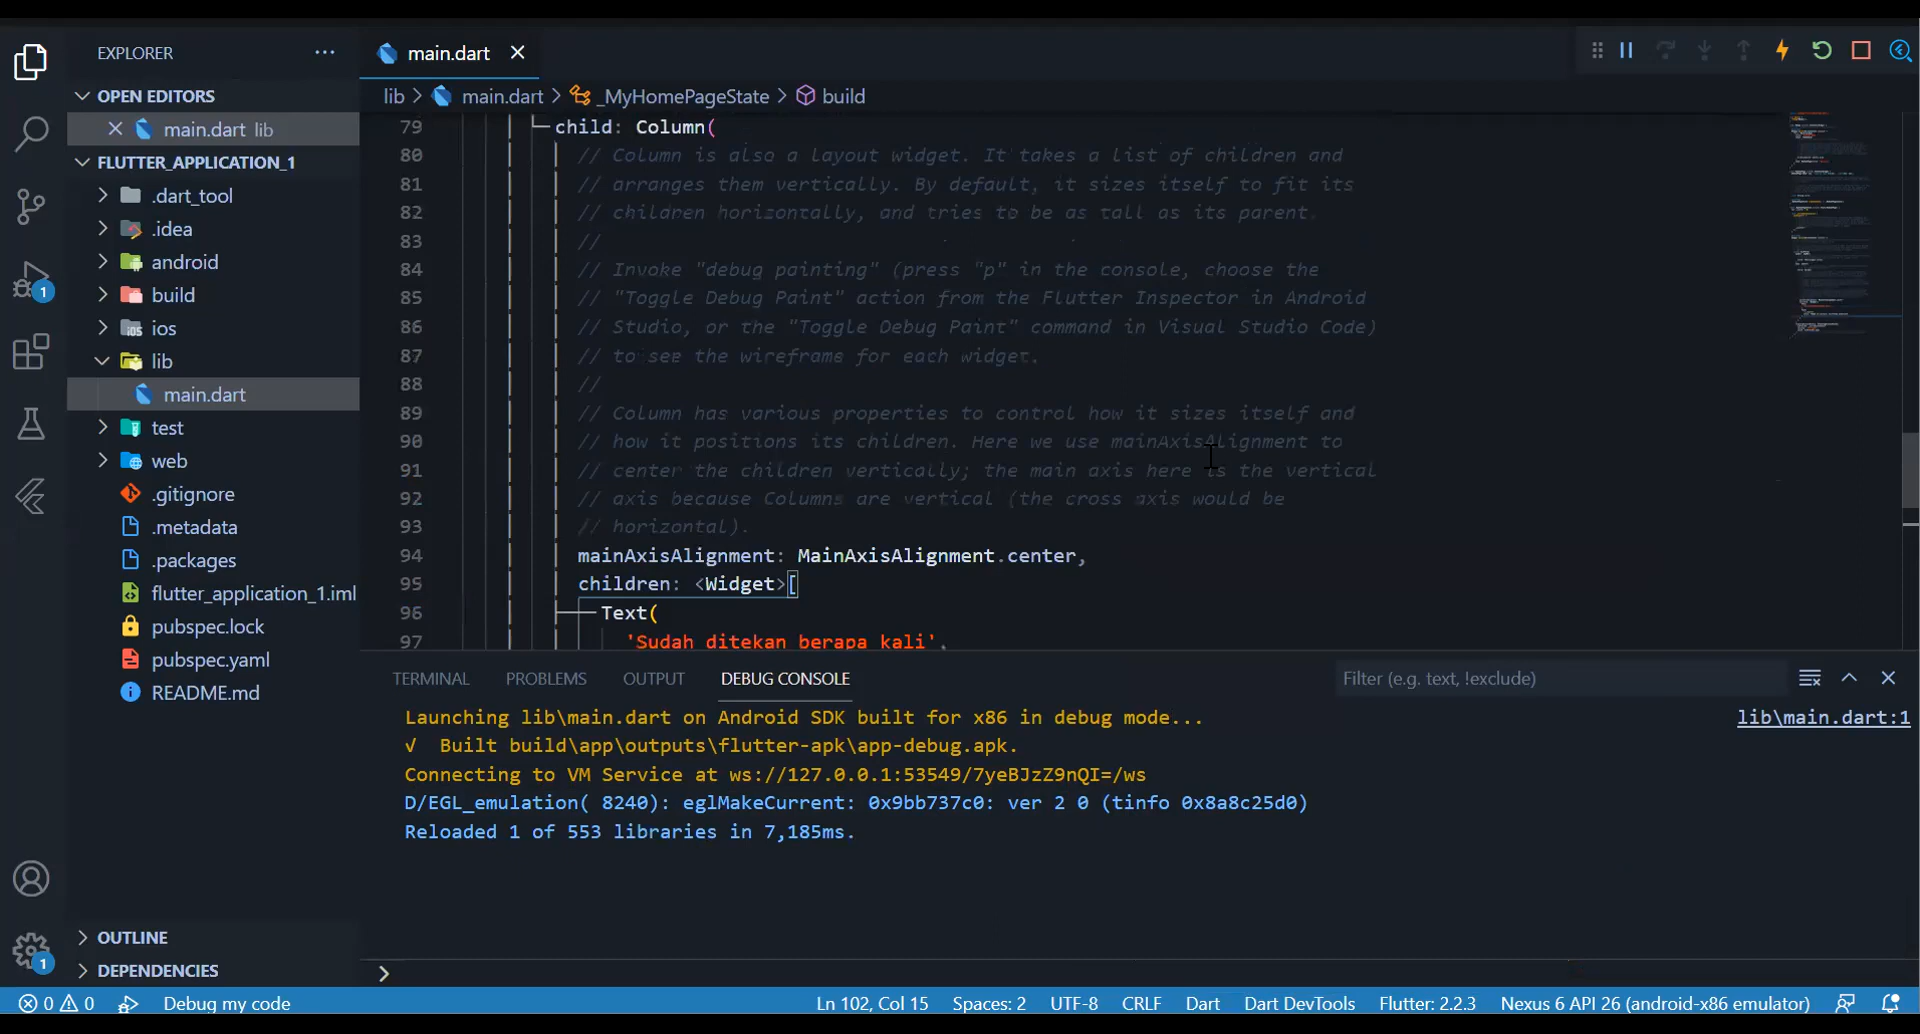 EXPLORER
OPEN EDITORS
main.dart lib
FLUTTER_APPLICATION_1
.dart_tool
.idea
android
build
ios
lib
main.dart
test
web
.gitignore
.metadata
.packages
flutter_application_1.iml
pubspec.lock
pubspec.yaml
README.md
OUTLINE
DEPENDENCIES
1
1
main.dart
lib > main.dart > _MyHomePageState > build
79 child: Column(
80 // Column is also a layout widget. It takes a list of children and
81 // arranges them vertically. By default, it sizes itself to fit its
82 // children horizontally, and tries to be as tall as its parent.
83 //
84 // Invoke "debug painting" (press "p" in the console, choose the
85 // "Toggle Debug Paint" action from the Flutter Inspector in Android
86 // Studio, or the "Toggle Debug Paint" command in Visual Studio Code)
87 // to see the wireframe for each widget.
88 //
89 // Column has various properties to control how it sizes itself and
90 // how it positions its children. Here we use mainAxisAlignment to
91 // center the children vertically; the main axis here is the vertical
92 // axis because Columns are vertical (the cross axis would be
93 // horizontal).
94 mainAxisAlignment: MainAxisAlignment.center,
95 children: <Widget>[
96 Text(
97 'Sudah ditekan berapa kali',
TERMINAL PROBLEMS OUTPUT DEBUG CONSOLE Filter (e.g. text, !exclude)
Launching lib\main.dart on Android SDK built for x86 in debug mode... lib\main.dart:1
√ Built build\app\outputs\flutter-apk\app-debug.apk.
Connecting to VM Service at ws://127.0.0.1:53549/7yeBJzZ9nQI=/ws
D/EGL_emulation( 8240): eglMakeCurrent: 0x9bb737c0: ver 2 0 (tinfo 0x8a8c25d0)
Reloaded 1 of 553 libraries in 7,185ms.
0 0 Debug my code Ln 102, Col 15 Spaces: 2 UTF-8 CRLF Dart Dart DevTools Flutter: 2.2.3 Nexus 6 API 26 (android-x86 emulator)